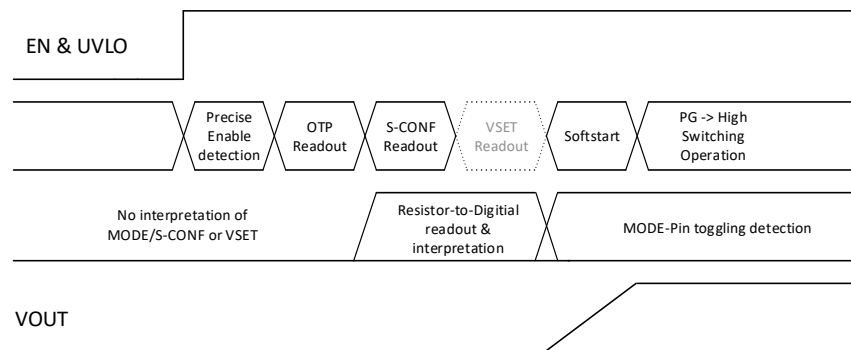 EN & UVLO
Precise
Enable
detection
OTP
Readout
S-CONF
Readout
VSET
Readout
Softstart
PG -> High
Switching
Operation
No interpretation of
MODE/S-CONF or VSET
Resistor-to-Digitial
readout &
interpretation
MODE-Pin toggling detection
VOUT